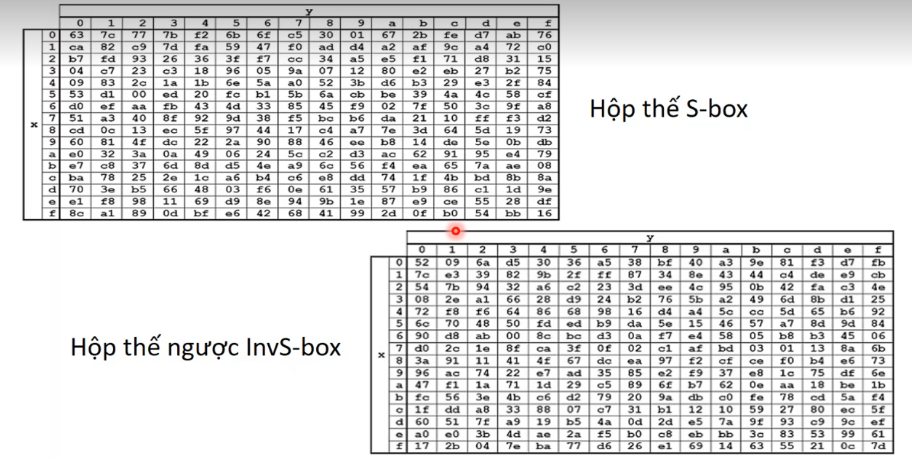 y
0 1 2 3 4 5 6 7 8 9 a b c d e f
0 63 7c 77 7b f2 6b 6f c5 30 01 67 2b fe d7 ab 76
1 ca 82 c9 7d fa 59 47 f0 ad d4 a2 af 9c a4 72 c0
2 b7 fd 93 26 36 3f f7 cc 34 a5 e5 f1 71 d8 31 15
3 04 c7 23 c3 18 96 05 9a 07 12 80 e2 eb 27 b2 75
4 09 83 2c 1a 1b 6e 5a a0 52 3b d6 b3 29 e3 2f 84
5 53 d1 00 ed 20 fc b1 5b 6a cb be 39 4a 4c 58 cf
6 d0 ef aa fb 43 4d 33 85 45 f9 02 7f 50 3c 9f a8
7 51 a3 40 8f 92 9d 38 f5 bc b6 da 21 10 ff f3 d2
x
8 cd 0c 13 ec 5f 97 44 17 c4 a7 7e 3d 64 5d 19 73
9 60 81 4f dc 22 2a 90 88 46 ee b8 14 de 5e 0b db
a e0 32 3a 0a 49 06 24 5c c2 d3 ac 62 91 95 e4 79
b e7 c8 37 6d 8d d5 4e a9 6c 56 f4 ea 65 7a ae 08
c ba 78 25 2e 1c a6 b4 c6 e8 dd 74 1f 4b bd 8b 8a
d 70 3e b5 66 48 03 f6 0e 61 35 57 b9 86 c1 1d 9e
e e1 f8 98 11 69 d9 8e 94 9b 1e 87 e9 ce 55 28 df
f 8c a1 89 0d bf e6 42 68 41 99 2d 0f b0 54 bb 16
Hộp thế S-box
y
0 1 2 3 4 5 6 7 8 9 a b c d e f
0 52 09 6a d5 30 36 a5 38 bf 40 a3 9e 81 f3 d7 fb
1 7c e3 39 82 9b 2f ff 87 34 8e 43 44 c4 de e9 cb
2 54 7b 94 32 a6 c2 23 3d ee 4c 95 0b 42 fa c3 4e
3 08 2e a1 66 28 d9 24 b2 76 5b a2 49 6d 8b d1 25
4 72 f8 f6 64 86 68 98 16 d4 a4 5c cc 5d 65 b6 92
5 6c 70 48 50 fd ed b9 da 5e 15 46 57 a7 8d 9d 84
6 90 d8 ab 00 8c bc d3 0a f7 e4 58 05 b8 b3 45 06
7 d0 2c 1e 8f ca 3f 0f 02 c1 af bd 03 01 13 8a 6b
x
8 3a 91 11 41 4f 67 dc ea 97 f2 cf ce f0 b4 e6 73
9 96 ac 74 22 e7 ad 35 85 e2 f9 37 e8 1c 75 df 6e
a 47 f1 1a 71 1d 29 c5 89 6f b7 62 0e aa 18 be 1b
b fc 56 3e 4b c6 d2 79 20 9a db c0 fe 78 cd 5a f4
c 1f dd a8 33 88 07 c7 31 b1 12 10 59 27 80 ec 5f
d 60 51 7f a9 19 b5 4a 0d 2d e5 7a 9f 93 c9 9c ef
e a0 e0 3b 4d ae 2a f5 b0 c8 eb bb 3c 83 53 99 61
f 17 2b 04 7e ba 77 d6 26 e1 69 14 63 55 21 0c 7d
Hộp thế ngược InvS-box